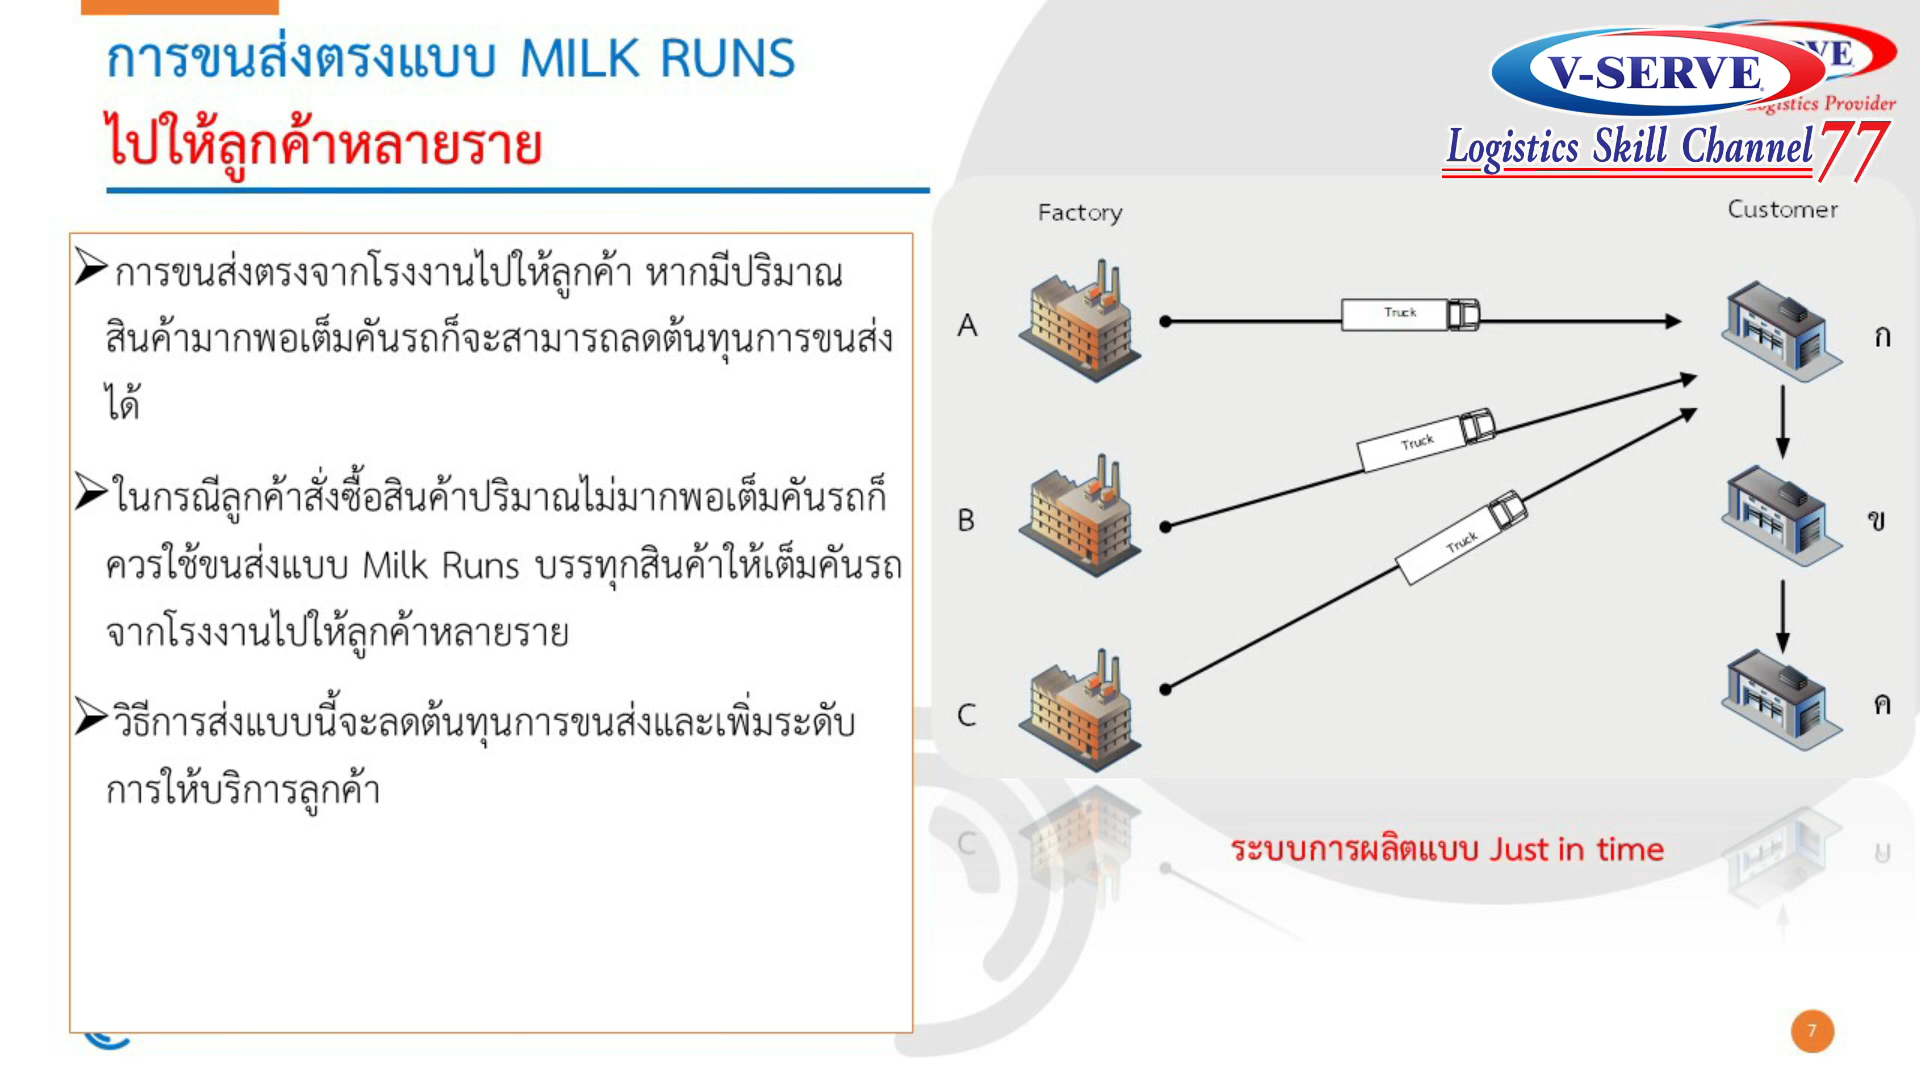 การขนส่งตรงแบบ MILK RUNS
ไปให้ลูกค้าหลายราย
V-SERVE
VE
Logistics Provider
Logistics Skill Channel 77
➢การขนส่งตรงจากโรงงานไปให้ลูกค้า หากมีปริมาณ
สินค้ามากพอเต็มคันรถก็จะสามารถลดต้นทุนการขนส่ง
ได้
➢ในกรณีลูกค้าสั่งซื้อสินค้าปริมาณไม่มากพอเต็มคันรถก็
ควรใช้ขนส่งแบบ Milk Runs บรรทุกสินค้าให้เต็มคันรถ
จากโรงงานไปให้ลูกค้าหลายราย
➢วิธีการส่งแบบนี้จะลดต้นทุนการขนส่งและเพิ่มระดับ
การให้บริการลูกค้า
Factory
Customer
A
Truck
ก
B
Truck
ข
Truck
C
ค
ระบบการผลิตแบบ Just in time
7